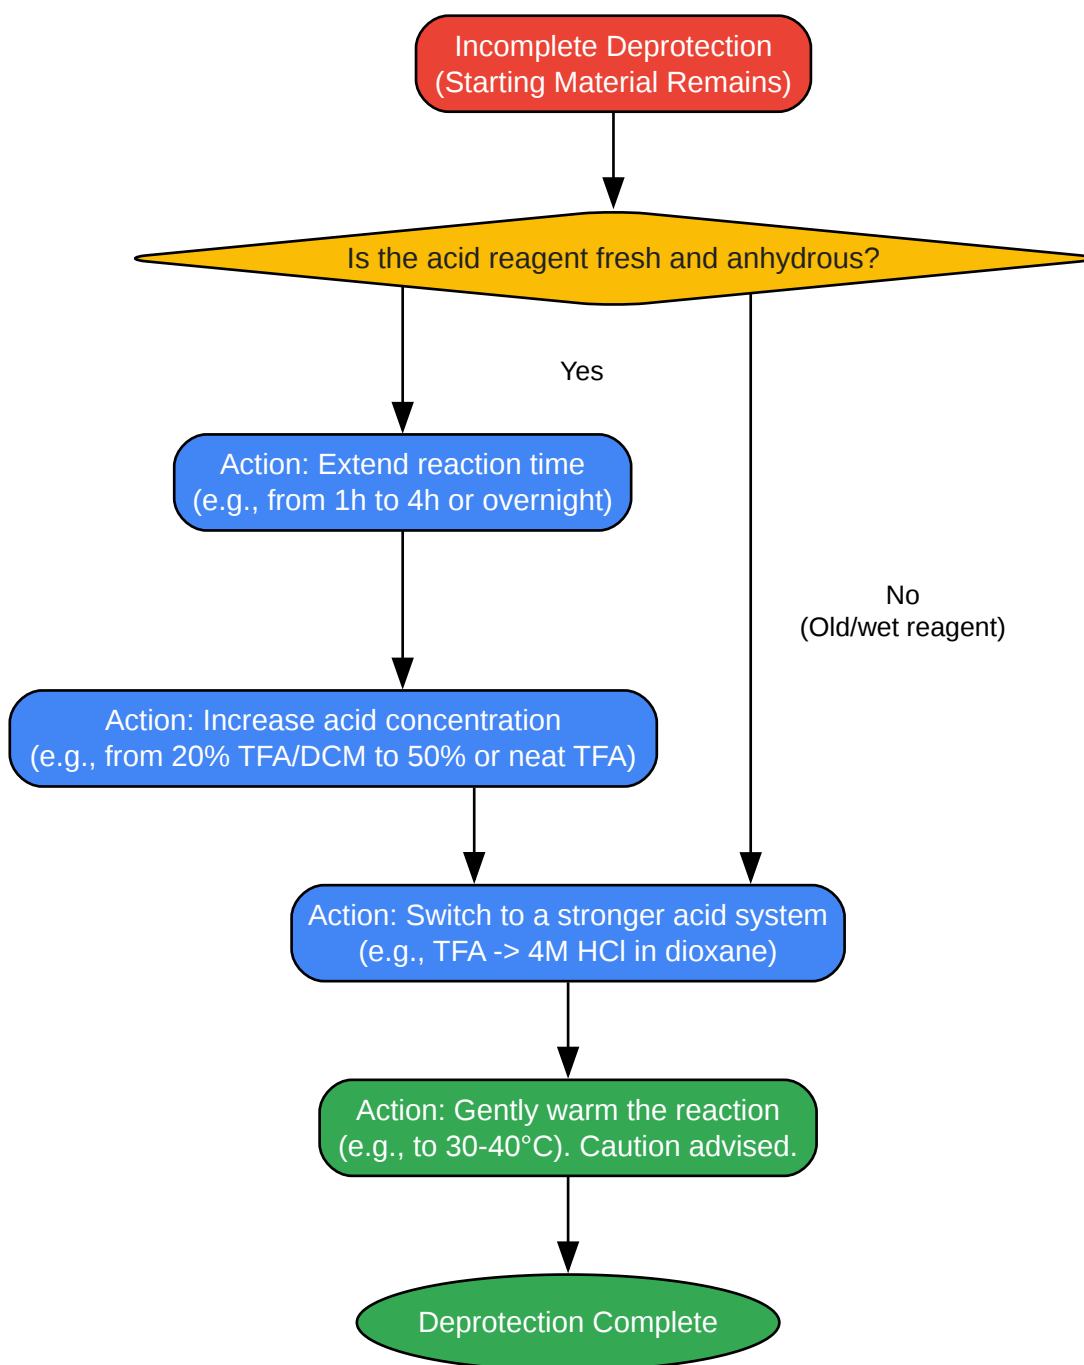 Incomplete Deprotection
(Starting Material Remains)
Is the acid reagent fresh and anhydrous?
Yes
Action: Extend reaction time
(e.g., from 1h to 4h or overnight)
No
(Old/wet reagent)
Action: Increase acid concentration
(e.g., from 20% TFA/DCM to 50% or neat TFA)
Action: Switch to a stronger acid system
(e.g., TFA -> 4M HCl in dioxane)
Action: Gently warm the reaction
(e.g., to 30-40°C). Caution advised.
Deprotection Complete